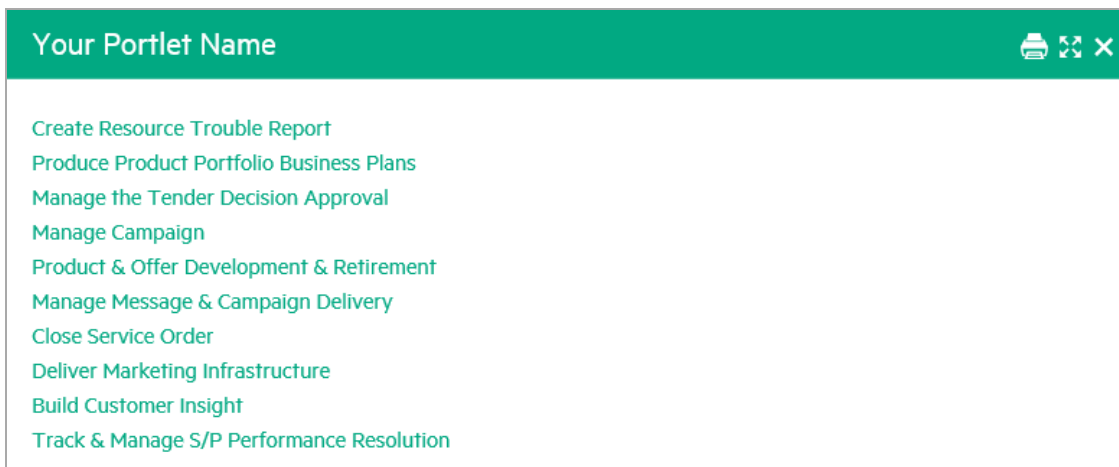 Your Portlet Name
Create Resource Trouble Report
Produce Product Portfolio Business Plans
Manage the Tender Decision Approval
Manage Campaign
Product & Offer Development & Retirement
Manage Message & Campaign Delivery
Close Service Order
Deliver Marketing Infrastructure
Build Customer Insight
Track & Manage S/P Performance Resolution